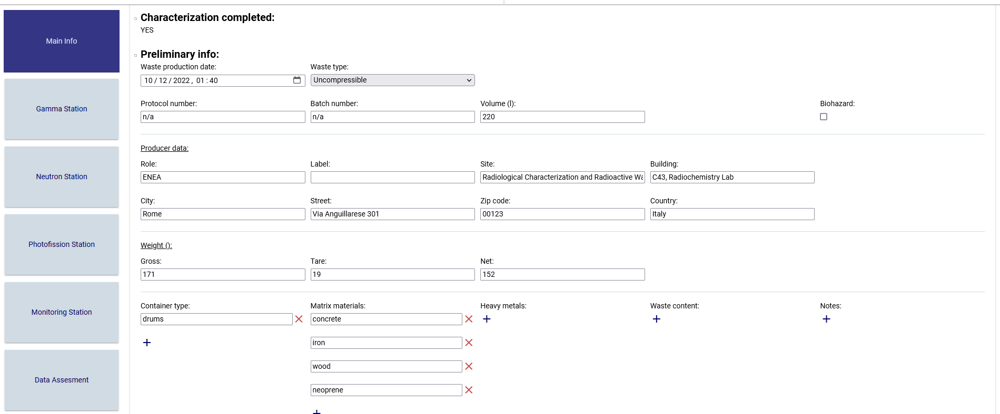 Main Info
Gamma Station
Neutron Station
Photofission Station
Monitoring Station
Data Assesment
Characterization completed:
YES
Preliminary info:
Waste production date: Waste type:
10 / 12 / 2022 , 01 : 40 Uncompressible
Protocol number: Batch number: Volume (l): Biohazard:
n/a n/a 220
Producer data:
Role: Label: Site: Building:
ENEA Radiological Characterization and Radioactive C43, Radiochemistry Lab
City: Street: Zip code: Country:
Rome Via Anguillarese 301 00123 Italy
Weight ():
Gross: Tare: Net:
171 19 152
Container type: Matrix materials: Heavy metals: Waste content: Notes:
drums concrete
iron
wood
neoprene